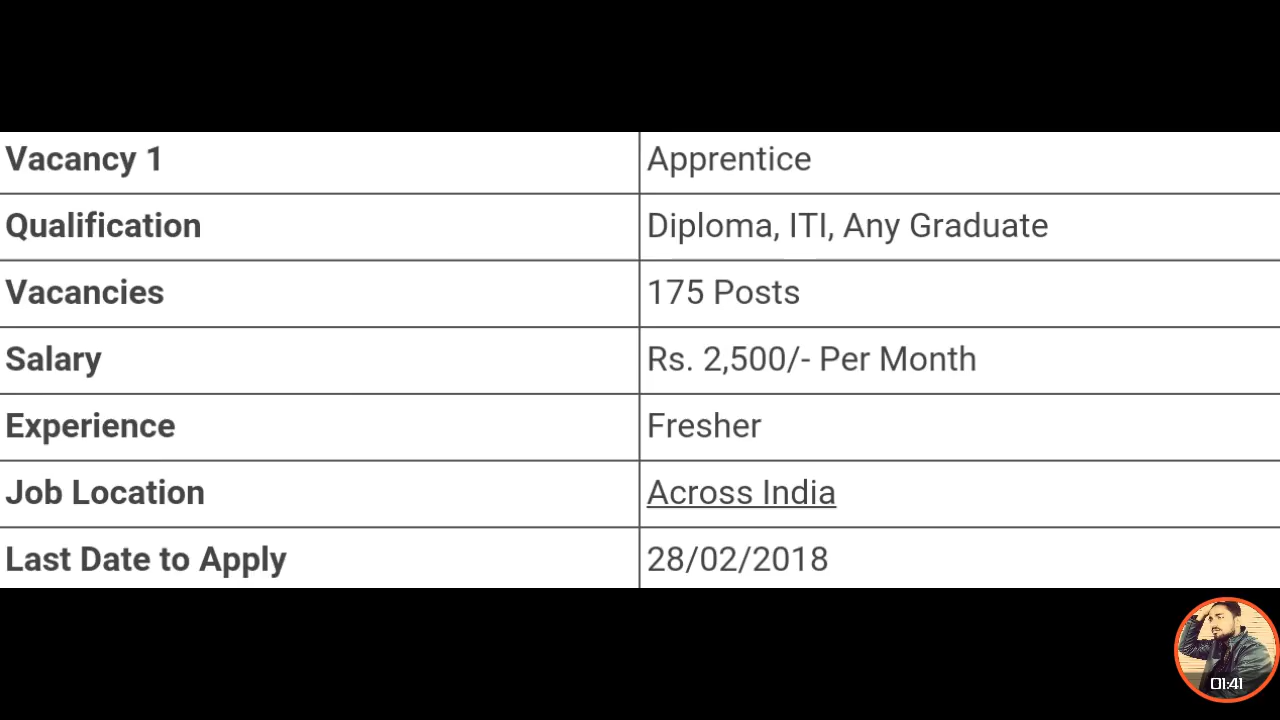 Vacancy 1 Apprentice
Qualification Diploma, ITI, Any Graduate
Vacancies 175 Posts
Salary Rs. 2,500/- Per Month
Experience Fresher
Job Location Across India
Last Date to Apply 28/02/2018
01:41